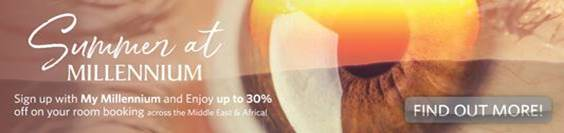 Summer at
MILLENNIUM
Sign up with My Millennium and Enjoy up to 30%
off on your room booking across the Middle East & Africa!
FIND OUT MORE!